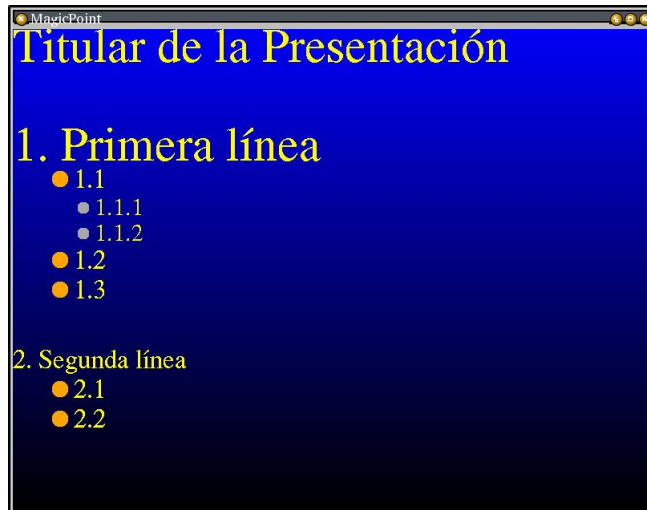 MagicPoint
Titular de la Presentación
1. Primera línea
1.1
1.1.1
1.1.2
1.2
1.3
2. Segunda línea
2.1
2.2